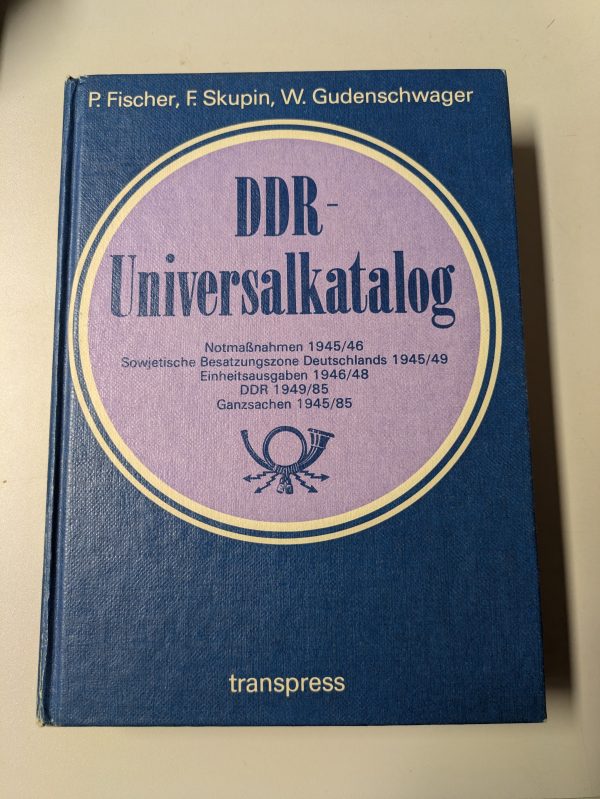 P. Fischer, F. Skupin, W. Gudenschwager
DDR-
Universalkatalog
Notmaßnahmen 1945/46
Sowjetische Besatzungszone Deutschlands 1945/49
Einheitsausgaben 1946/48
DDR 1949/85
Ganzsachen 1945/85
transpress